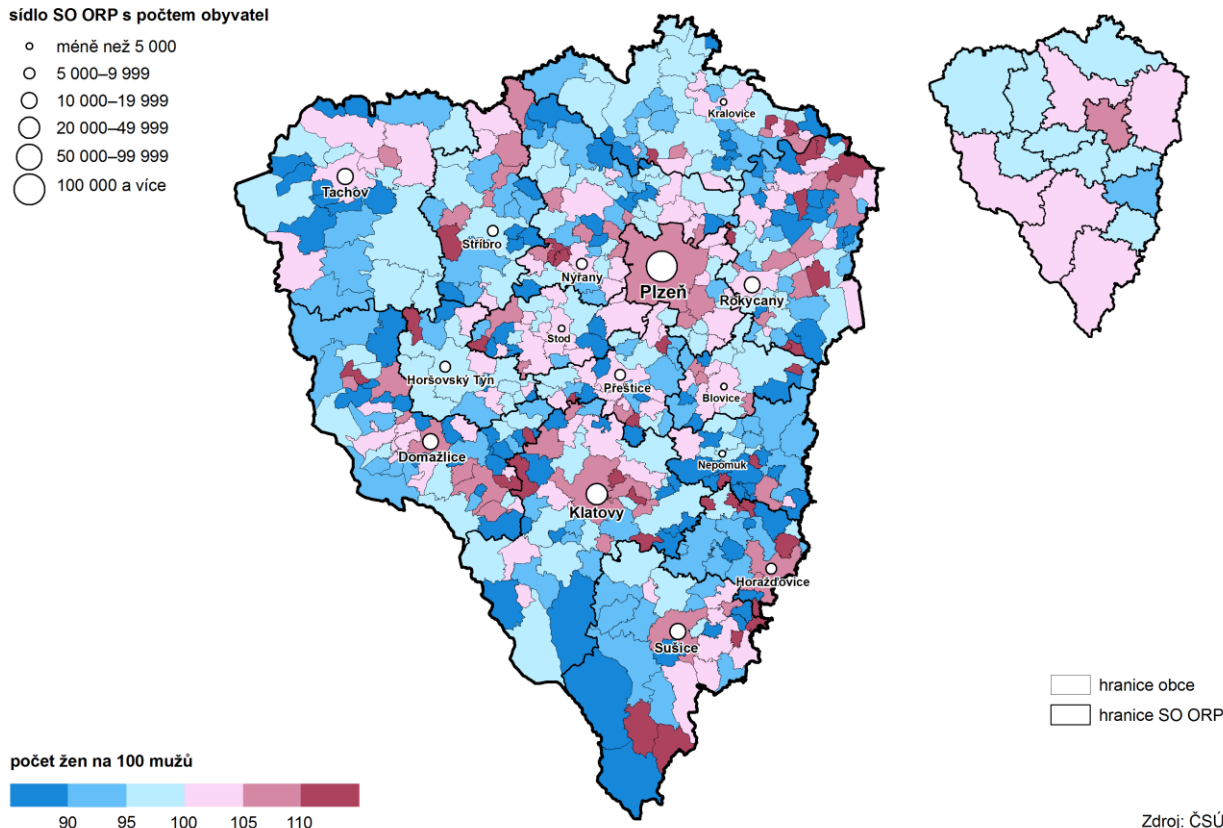 sídlo SO ORP s počtem obyvatel
méně než 5 000
5 000–9 999
10 000–19 999
20 000–49 999
50 000–99 999
100 000 a více
Kralovice
Tachov
Stříbro
Nýřany
Plzeň
Rokycany
Stod
Horšovský Týn
Přeštice
Blovice
Domažlice
Nepomuk
Klatovy
Horažďovice
Sušice
hranice obce
hranice SO ORP
počet žen na 100 mužů
90 95 100 105 110
Zdroj: ČSÚ